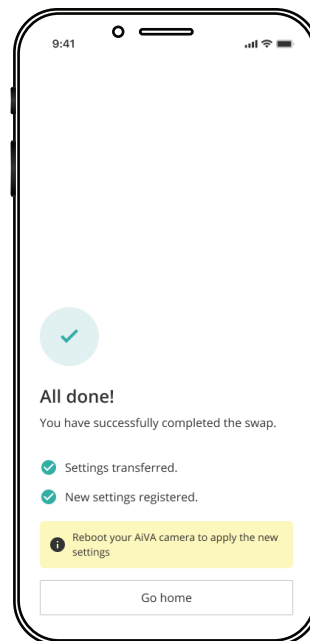 9:41
All done!
You have successfully completed the swap.
Settings transferred.
New settings registered.
Reboot your AiVA camera to apply the new
settings
Go home